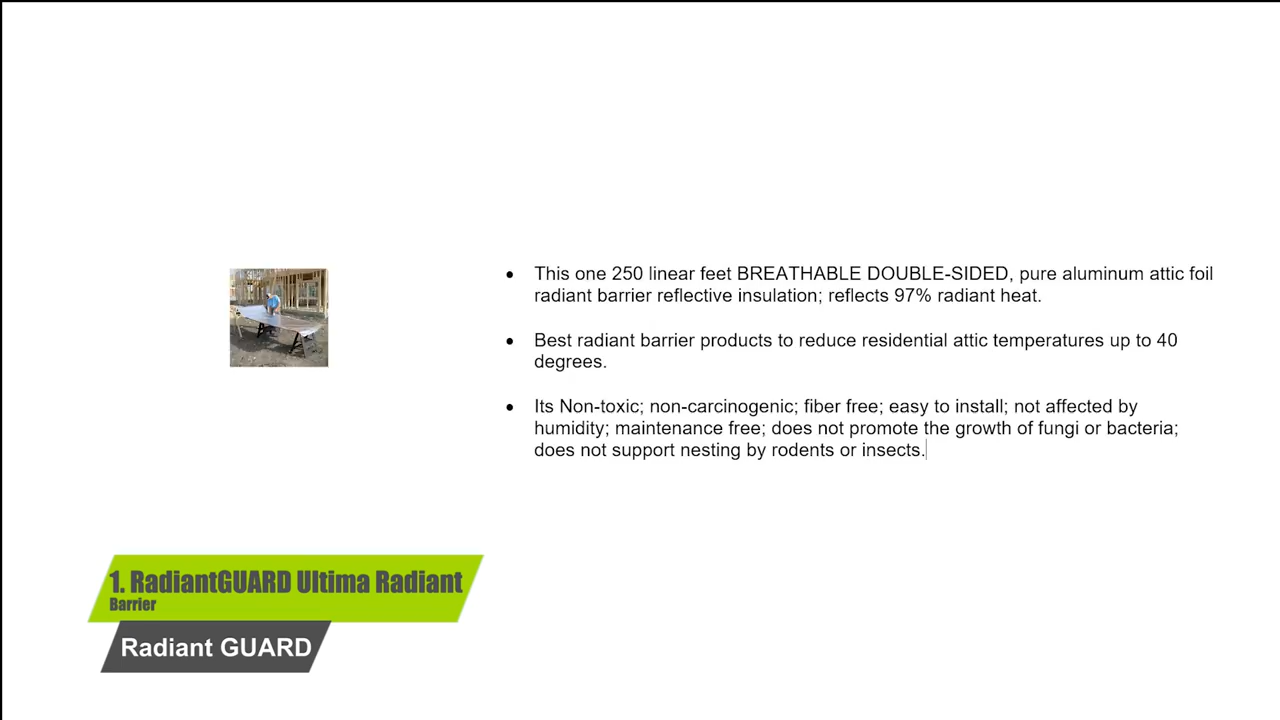 • This one 250 linear feet BREATHABLE DOUBLE-SIDED, pure aluminum attic foil
radiant barrier reflective insulation; reflects 97% radiant heat.
• Best radiant barrier products to reduce residential attic temperatures up to 40
degrees.
• Its Non-toxic; non-carcinogenic; fiber free; easy to install; not affected by
humidity; maintenance free; does not promote the growth of fungi or bacteria;
does not support nesting by rodents or insects.
1. RadiantGUARD Ultima Radiant
Barrier
Radiant GUARD